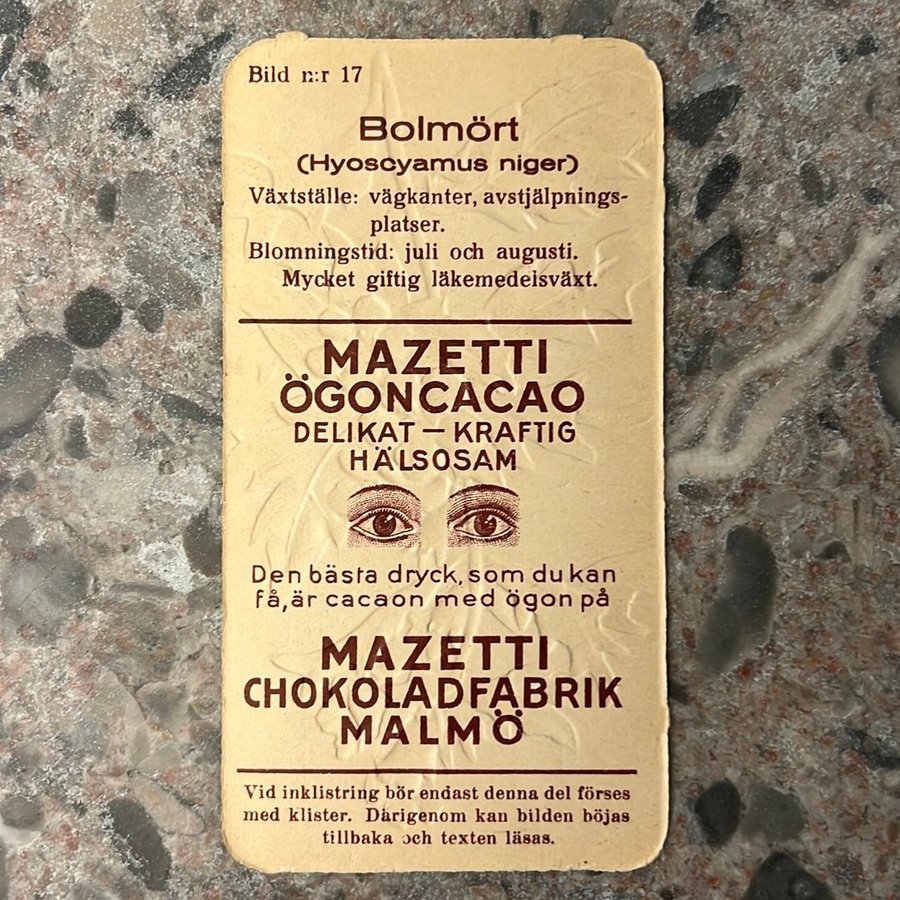 Bild n:r 17
Bolmört
(Hyoscyamus niger)
Växtställe: vägkanter, avstjälpnings-
platser.
Blomningstid: juli och augusti.
Mycket giftig läkemedelsväxt.
MAZETTI
ÖGONCACAO
DELIKAT — KRAFTIG
HÄLSOSAM
Den bästa dryck, som du kan
få, är cacaon med ögon på
MAZETTI
CHOKOLADFABRIK
MALMÖ
Vid inklistring bör endast denna del förses
med klister. Därigenom kan bilden böjas
tillbaka och texten läsas.